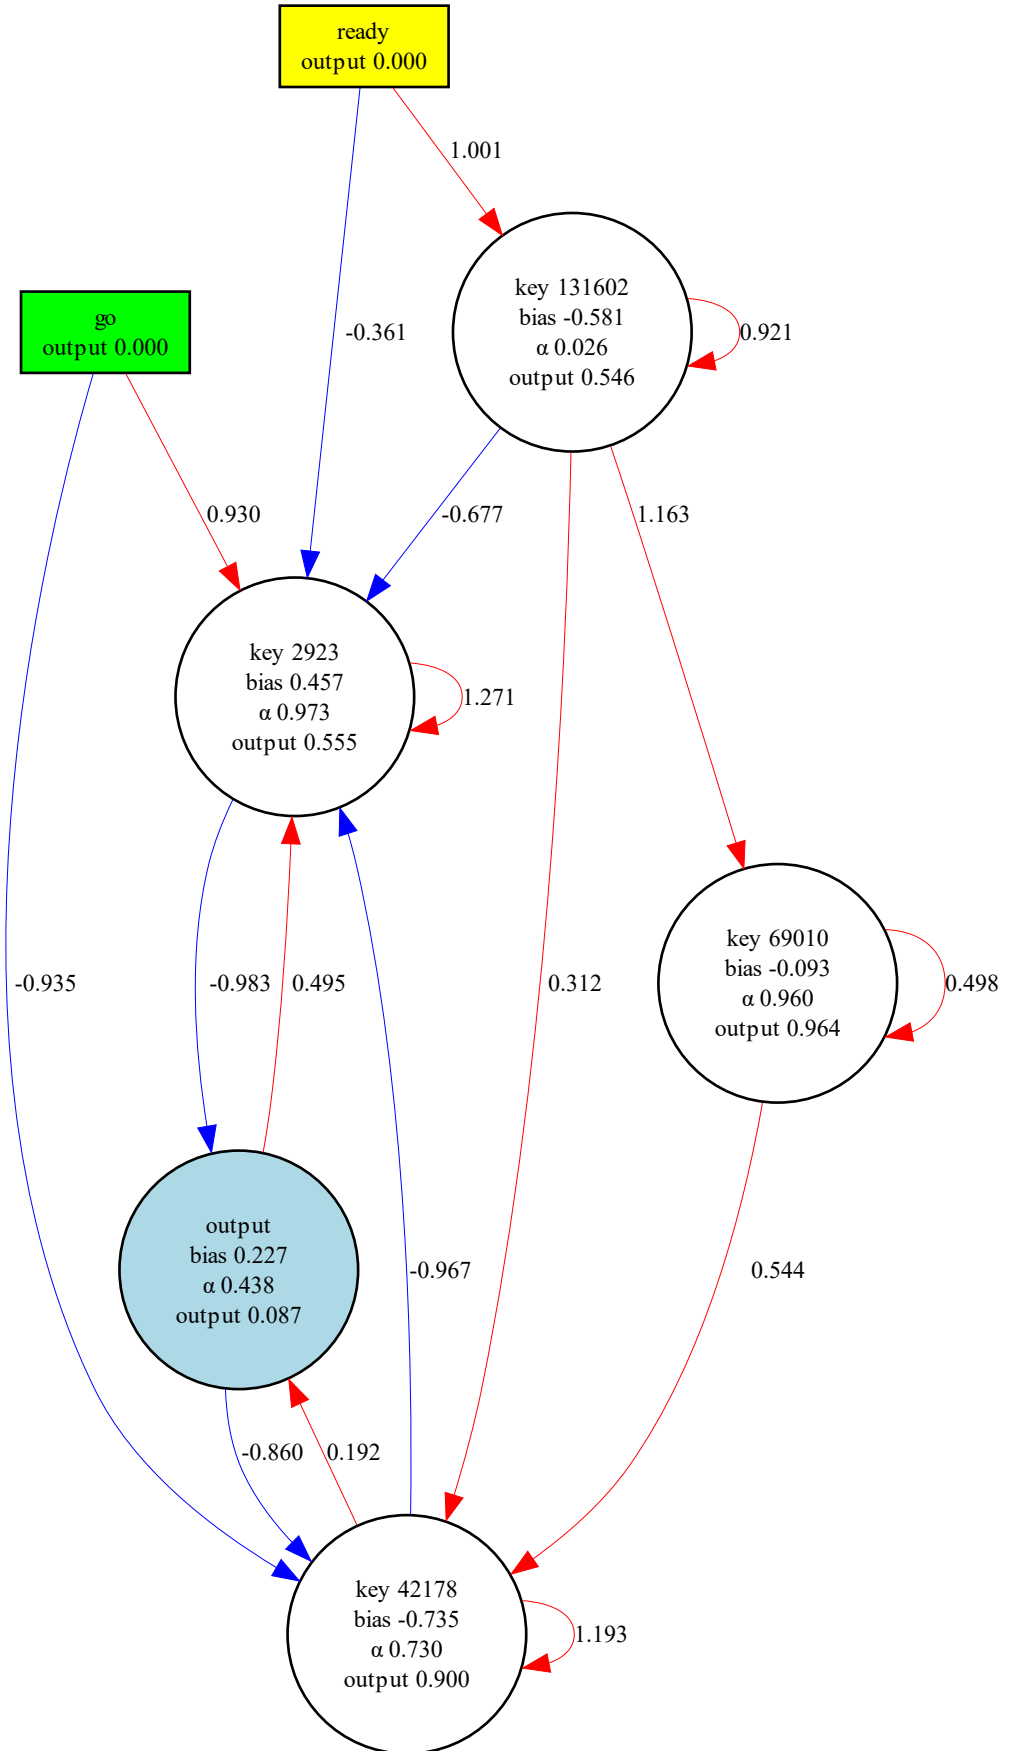 ready
output 0.000
1.001
go
output 0.000
-0.361
key 131602
bias -0.581
α 0.026
output 0.546
0.921
0.930
-0.677
1.163
key 2923
bias 0.457
α 0.973
output 0.555
1.271
-0.935
-0.983
0.495
0.312
key 69010
bias -0.093
α 0.960
output 0.964
0.498
output
bias 0.227
α 0.438
output 0.087
-0.967
0.544
-0.860
0.192
key 42178
bias -0.735
α 0.730
output 0.900
1.193